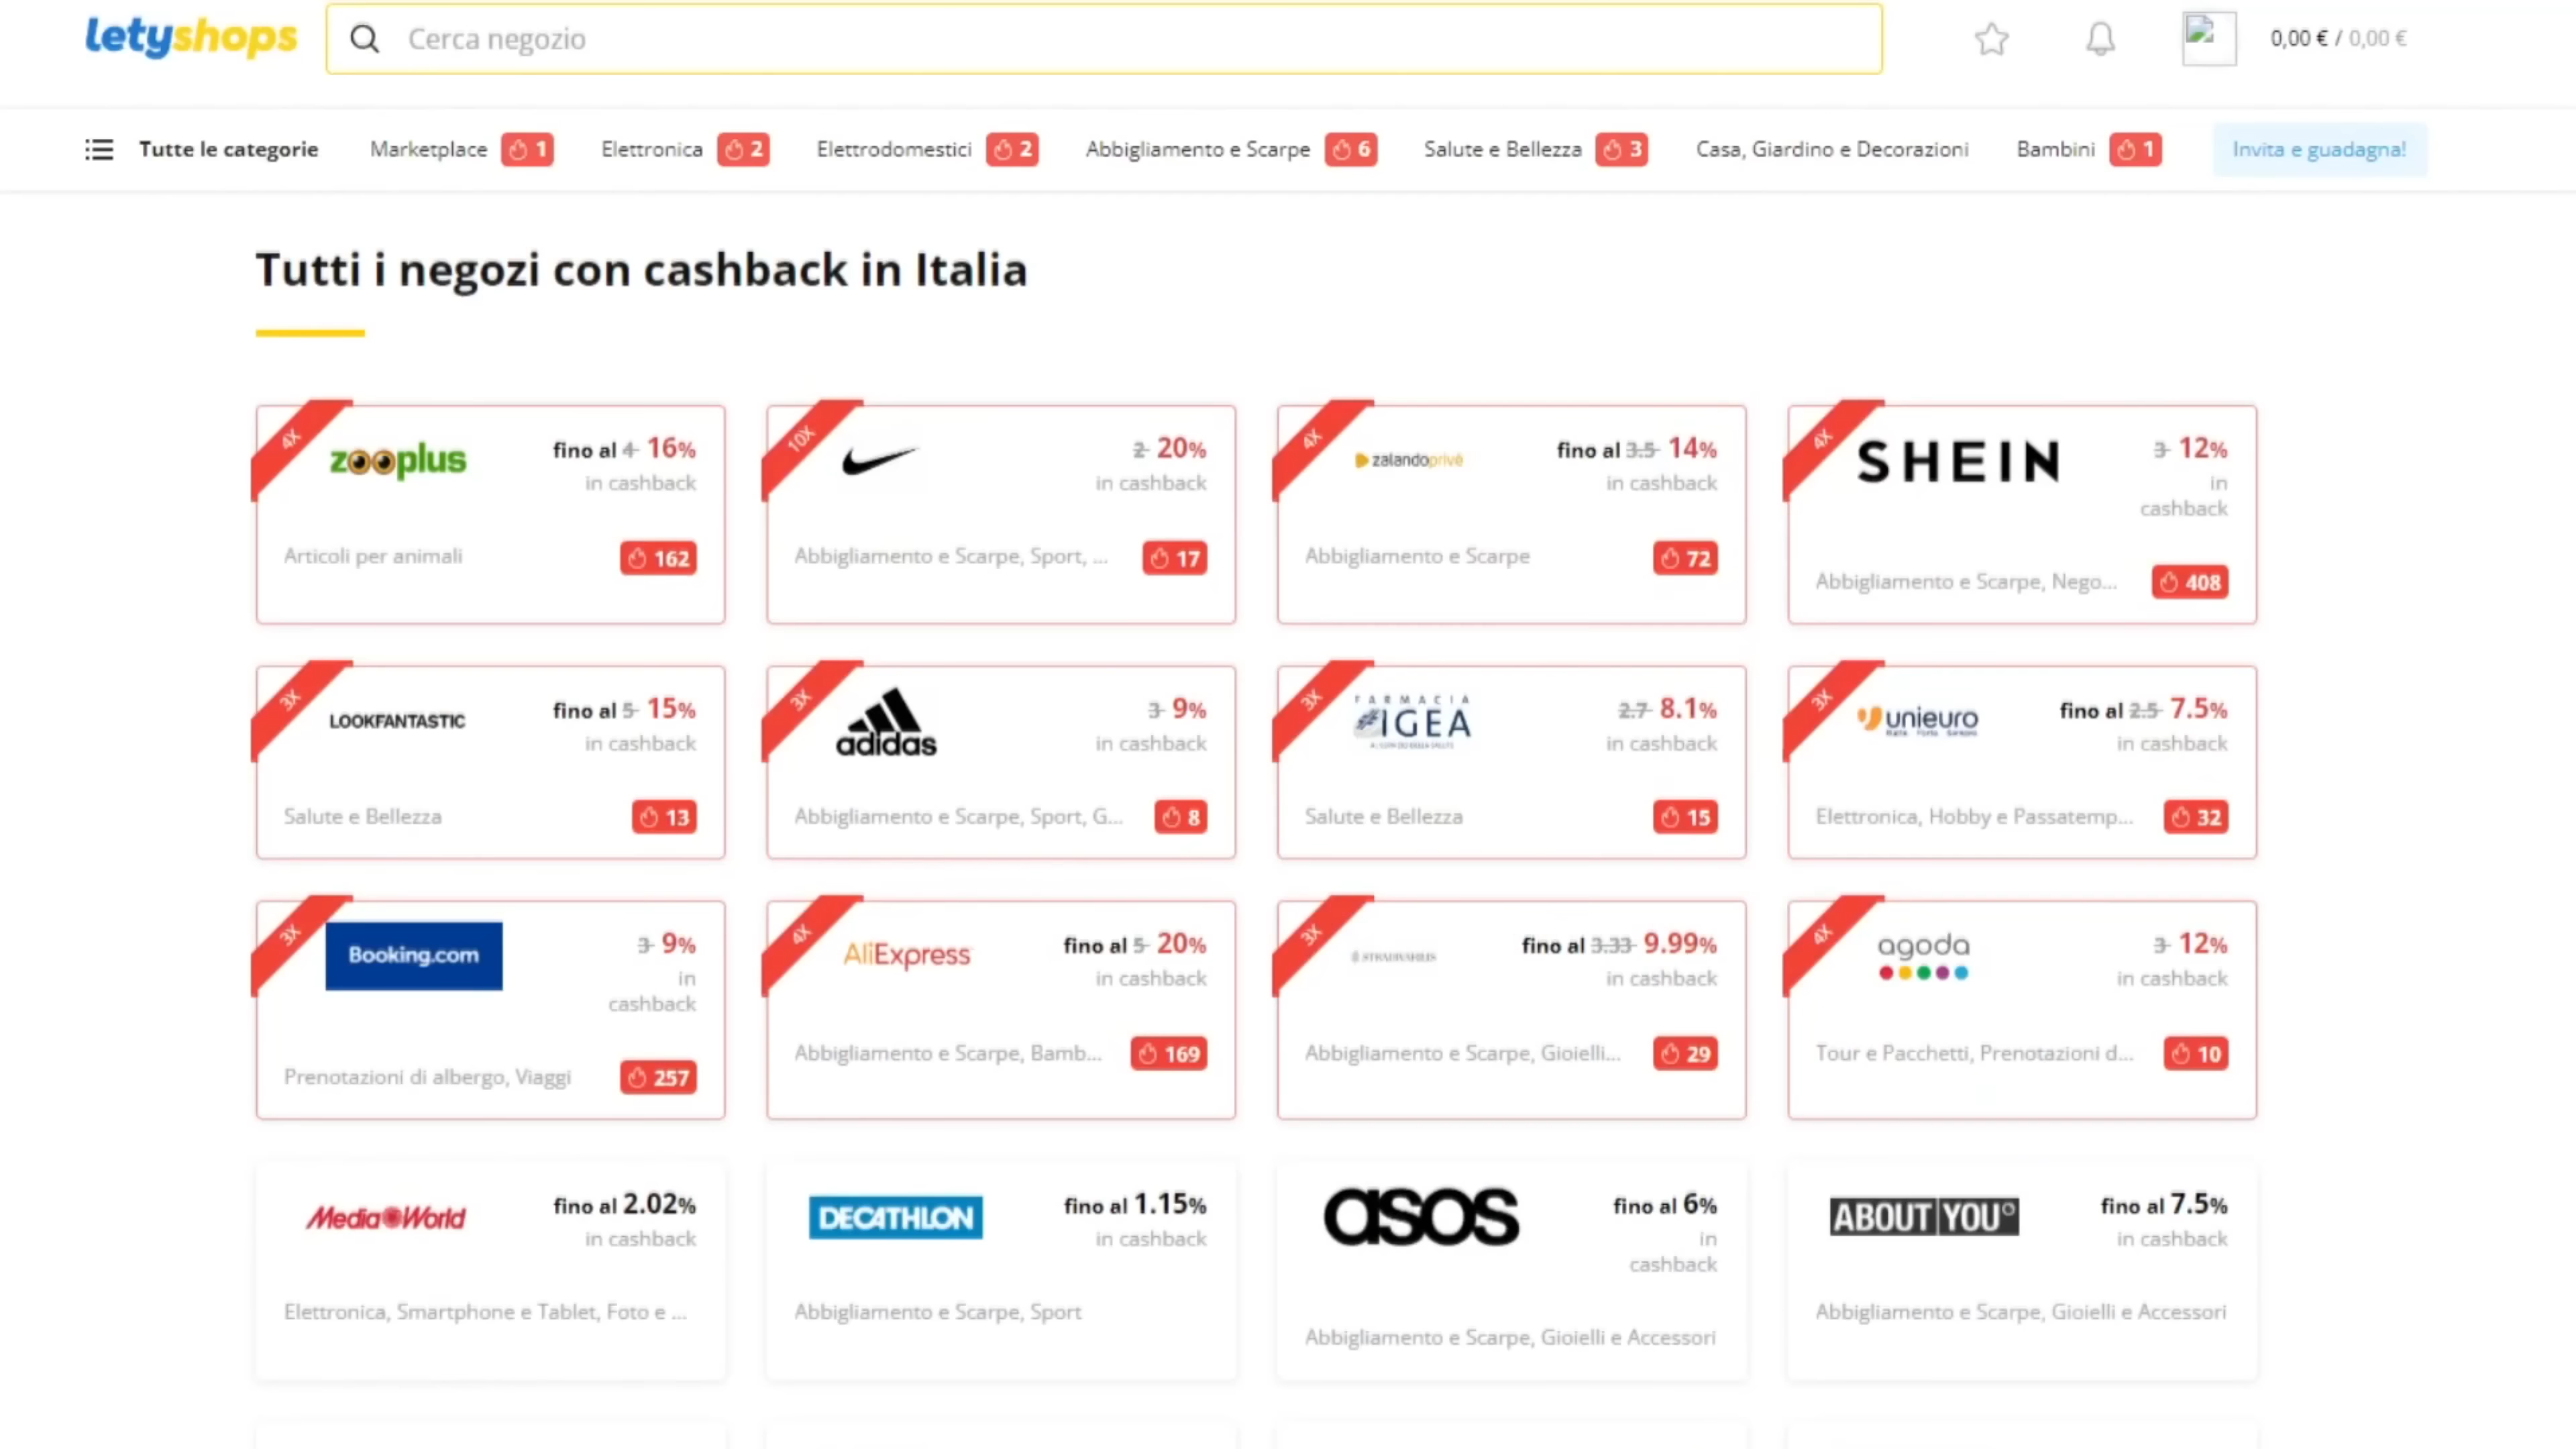 letyshops
Cerca negozio
0,00 € / 0,00 €
Tutte le categorie
Marketplace 1
Elettronica 2
Elettrodomestici 2
Abbigliamento e Scarpe 6
Salute e Bellezza 3
Casa, Giardino e Decorazioni
Bambini 1
Invita e guadagna!
Tutti i negozi con cashback in Italia
4X
zooplus
fino al 4 16%
in cashback
Articoli per animali
162
10X
2 20%
in cashback
Abbigliamento e Scarpe, Sport, ...
17
4X
zalandoprivé
fino al 3.5 14%
in cashback
Abbigliamento e Scarpe
72
4X
SHEIN
3 12%
in
cashback
Abbigliamento e Scarpe, Nego...
408
3X
LOOKFANTASTIC
fino al 5 15%
in cashback
Salute e Bellezza
13
3X
adidas
3 9%
in cashback
Abbigliamento e Scarpe, Sport, G...
8
3X
FARMACIA
IGEA
2.7 8.1%
in cashback
Salute e Bellezza
15
3X
unieuro
fino al 2.5 7.5%
in cashback
Elettronica, Hobby e Passatemp...
32
3X
Booking.com
3 9%
in
cashback
Prenotazioni di albergo, Viaggi
257
4X
AliExpress
fino al 5 20%
in cashback
Abbigliamento e Scarpe, Bamb...
169
3X
STRADIVARIUS
fino al 3.33 9.99%
in cashback
Abbigliamento e Scarpe, Gioielli...
29
4X
agoda
3 12%
in cashback
Tour e Pacchetti, Prenotazioni d...
10
MediaWorld
fino al 2.02%
in cashback
Elettronica, Smartphone e Tablet, Foto e ...
DECATHLON
fino al 1.15%
in cashback
Abbigliamento e Scarpe, Sport
asos
fino al 6%
in
cashback
Abbigliamento e Scarpe, Gioielli e Accessori
ABOUT YOU°
fino al 7.5%
in cashback
Abbigliamento e Scarpe, Gioielli e Accessori